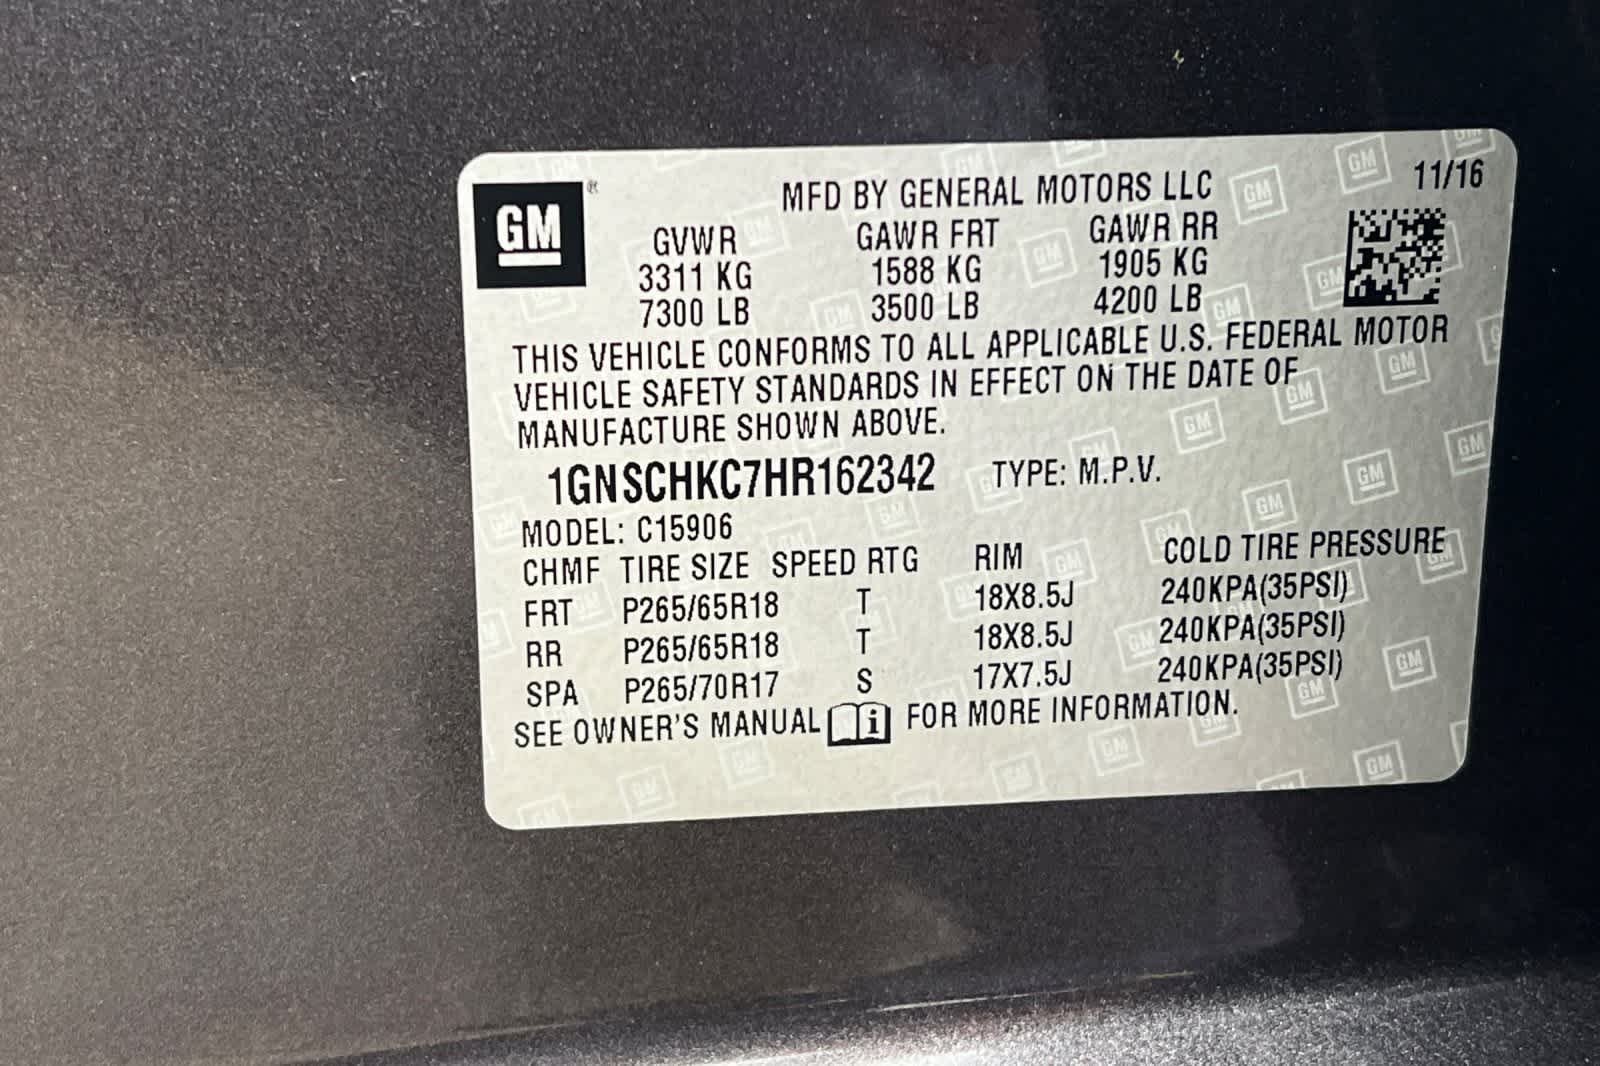 GM®
MFD BY GENERAL MOTORS LLC 11/16
GVWR GAWR FRT GAWR RR
3311 KG 1588 KG 1905 KG
7300 LB 3500 LB 4200 LB
THIS VEHICLE CONFORMS TO ALL APPLICABLE U.S. FEDERAL MOTOR
VEHICLE SAFETY STANDARDS IN EFFECT ON THE DATE OF
MANUFACTURE SHOWN ABOVE.
1GNSCHKC7HR162342 TYPE: M.P.V.
MODEL: C15906
CHMF TIRE SIZE SPEED RTG RIM COLD TIRE PRESSURE
FRT P265/65R18 T 18X8.5J 240KPA(35PSI)
RR P265/65R18 T 18X8.5J 240KPA(35PSI)
SPA P265/70R17 S 17X7.5J 240KPA(35PSI)
SEE OWNER'S MANUAL i FOR MORE INFORMATION.